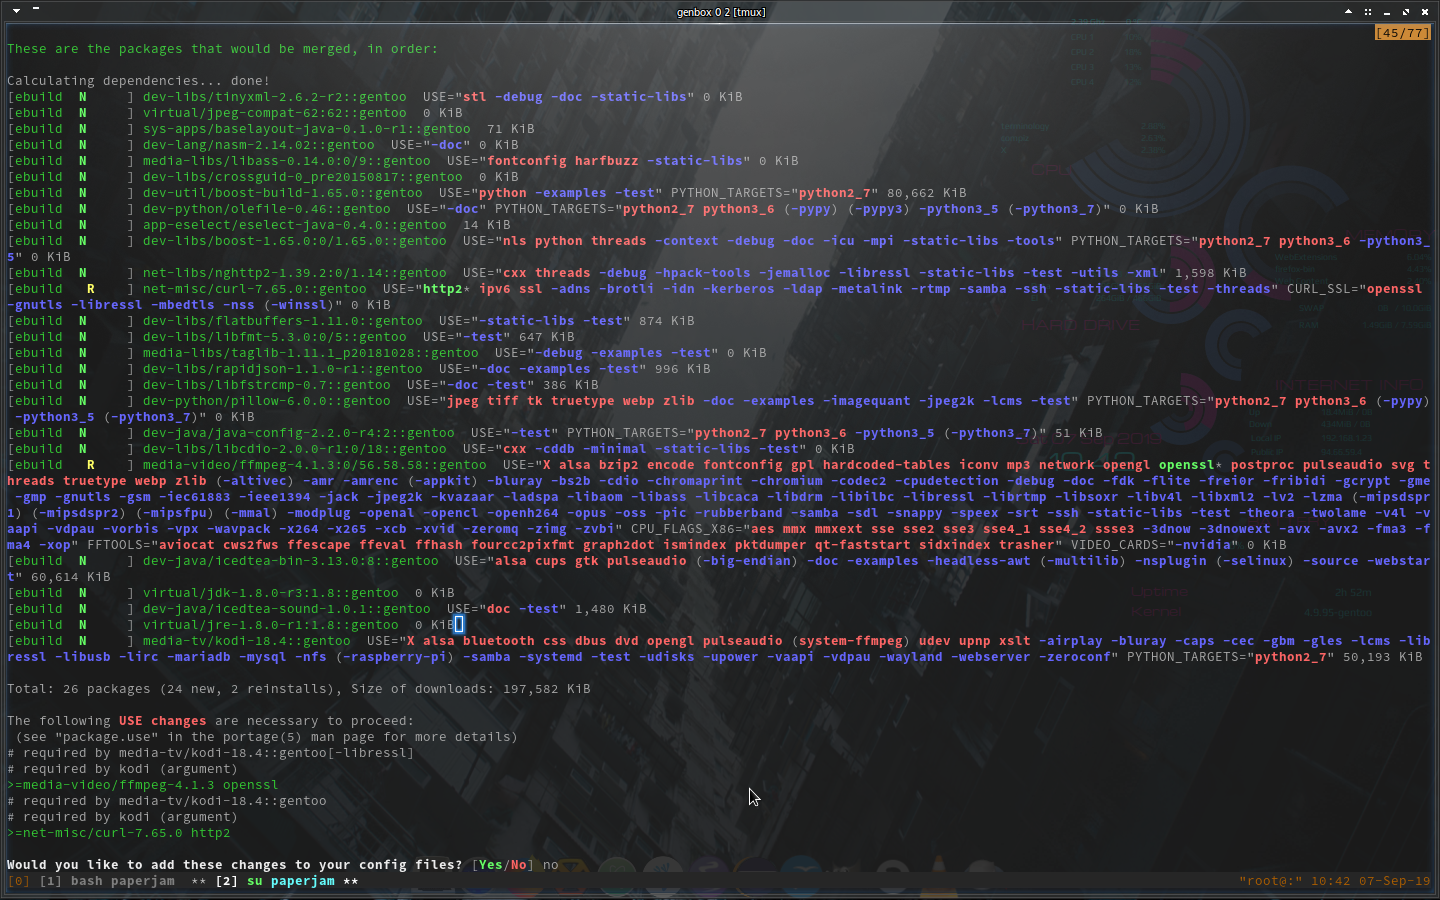 genbox 0 2 [tmux]
[45/77]
These are the packages that would be merged, in order:
Calculating dependencies... done!
[ebuild  N     ] dev-libs/tinyxml-2.6.2-r2::gentoo  USE="stl -debug -doc -static-libs" 0 KiB
[ebuild  N     ] virtual/jpeg-compat-62:62::gentoo  0 KiB
[ebuild  N     ] sys-apps/baselayout-java-0.1.0-r1::gentoo  71 KiB
[ebuild  N     ] dev-lang/nasm-2.14.02::gentoo  USE="-doc" 0 KiB
[ebuild  N     ] media-libs/libass-0.14.0:0/9::gentoo  USE="fontconfig harfbuzz -static-libs" 0 KiB
[ebuild  N     ] dev-libs/crossguid-0_pre20150817::gentoo  0 KiB
[ebuild  N     ] dev-util/boost-build-1.65.0::gentoo  USE="python -examples -test" PYTHON_TARGETS="python2_7" 80,662 KiB
[ebuild  N     ] dev-python/olefile-0.46::gentoo  USE="-doc" PYTHON_TARGETS="python2_7 python3_6 (-pypy) (-pypy3) -python3_5 (-python3_7)" 0 KiB
[ebuild  N     ] app-eselect/eselect-java-0.4.0::gentoo  14 KiB
[ebuild  N     ] dev-libs/boost-1.65.0:0/1.65.0::gentoo  USE="nls python threads -context -debug -doc -icu -mpi -static-libs -tools" PYTHON_TARGETS="python2_7 python3_6 -python3_
5" 0 KiB
[ebuild  N     ] net-libs/nghttp2-1.39.2:0/1.14::gentoo  USE="cxx threads -debug -hpack-tools -jemalloc -libressl -static-libs -test -utils -xml" 1,598 KiB
[ebuild   R    ] net-misc/curl-7.65.0::gentoo  USE="http2* ipv6 ssl -adns -brotli -idn -kerberos -ldap -metalink -rtmp -samba -ssh -static-libs -test -threads" CURL_SSL="openssl
-gnutls -libressl -mbedtls -nss (-winssl)" 0 KiB
[ebuild  N     ] dev-libs/flatbuffers-1.11.0::gentoo  USE="-static-libs -test" 874 KiB
[ebuild  N     ] dev-libs/libfmt-5.3.0:0/5::gentoo  USE="-test" 647 KiB
[ebuild  N     ] media-libs/taglib-1.11.1_p20181028::gentoo  USE="-debug -examples -test" 0 KiB
[ebuild  N     ] dev-libs/rapidjson-1.1.0-r1::gentoo  USE="-doc -examples -test" 996 KiB
[ebuild  N     ] dev-libs/libfstrcmp-0.7::gentoo  USE="-doc -test" 386 KiB
[ebuild  N     ] dev-python/pillow-6.0.0::gentoo  USE="jpeg tiff tk truetype webp zlib -doc -examples -imagequant -jpeg2k -lcms -test" PYTHON_TARGETS="python2_7 python3_6 (-pypy)
-python3_5 (-python3_7)" 0 KiB
[ebuild  N     ] dev-java/java-config-2.2.0-r4:2::gentoo  USE="-test" PYTHON_TARGETS="python2_7 python3_6 -python3_5 (-python3_7)" 51 KiB
[ebuild  N     ] dev-libs/libcdio-2.0.0-r1:0/18::gentoo  USE="cxx -cddb -minimal -static-libs -test" 0 KiB
[ebuild   R    ] media-video/ffmpeg-4.1.3:0/56.58.58::gentoo  USE="X alsa bzip2 encode fontconfig gpl hardcoded-tables iconv mp3 network opengl openssl* postproc pulseaudio svg t
hreads truetype webp zlib (-altivec) -amr -amrenc (-appkit) -bluray -bs2b -cdio -chromaprint -chromium -codec2 -cpudetection -debug -doc -fdk -flite -frei0r -fribidi -gcrypt -gme
-gmp -gnutls -gsm -iec61883 -ieee1394 -jack -jpeg2k -kvazaar -ladspa -libaom -libass -libcaca -libdrm -libilbc -libressl -librtmp -libsoxr -libv4l -libxml2 -lv2 -lzma (-mipsdspr
1) (-mipsdspr2) (-mipsfpu) (-mmal) -modplug -openal -opencl -openh264 -opus -oss -pic -rubberband -samba -sdl -snappy -speex -srt -ssh -static-libs -test -theora -twolame -v4l -v
aapi -vdpau -vorbis -vpx -wavpack -x264 -x265 -xcb -xvid -zeromq -zimg -zvbi" CPU_FLAGS_X86="aes mmx mmxext sse sse2 sse3 sse4_1 sse4_2 ssse3 -3dnow -3dnowext -avx -avx2 -fma3 -f
ma4 -xop" FFTOOLS="aviocat cws2fws ffescape ffeval ffhash fourcc2pixfmt graph2dot ismindex pktdumper qt-faststart sidxindex trasher" VIDEO_CARDS="-nvidia" 0 KiB
[ebuild  N     ] dev-java/icedtea-bin-3.13.0:8::gentoo  USE="alsa cups gtk pulseaudio (-big-endian) -doc -examples -headless-awt (-multilib) -nsplugin (-selinux) -source -webstar
t" 60,614 KiB
[ebuild  N     ] virtual/jdk-1.8.0-r3:1.8::gentoo  0 KiB
[ebuild  N     ] dev-java/icedtea-sound-1.0.1::gentoo  USE="doc -test" 1,480 KiB
[ebuild  N     ] virtual/jre-1.8.0-r1:1.8::gentoo  0 KiB
[ebuild  N     ] media-tv/kodi-18.4::gentoo  USE="X alsa bluetooth css dbus dvd opengl pulseaudio (system-ffmpeg) udev upnp xslt -airplay -bluray -caps -cec -gbm -gles -lcms -lib
ressl -libusb -lirc -mariadb -mysql -nfs (-raspberry-pi) -samba -systemd -test -udisks -upower -vaapi -vdpau -wayland -webserver -zeroconf" PYTHON_TARGETS="python2_7" 50,193 KiB
Total: 26 packages (24 new, 2 reinstalls), Size of downloads: 197,582 KiB
The following USE changes are necessary to proceed:
(see "package.use" in the portage(5) man page for more details)
# required by media-tv/kodi-18.4::gentoo[-libressl]
# required by kodi (argument)
>=media-video/ffmpeg-4.1.3 openssl
# required by media-tv/kodi-18.4::gentoo
# required by kodi (argument)
>=net-misc/curl-7.65.0 http2
Would you like to add these changes to your config files? [Yes/No] no
[0] [1] bash paperjam  ** [2] su paperjam **
"root@:" 10:42 07-Sep-19